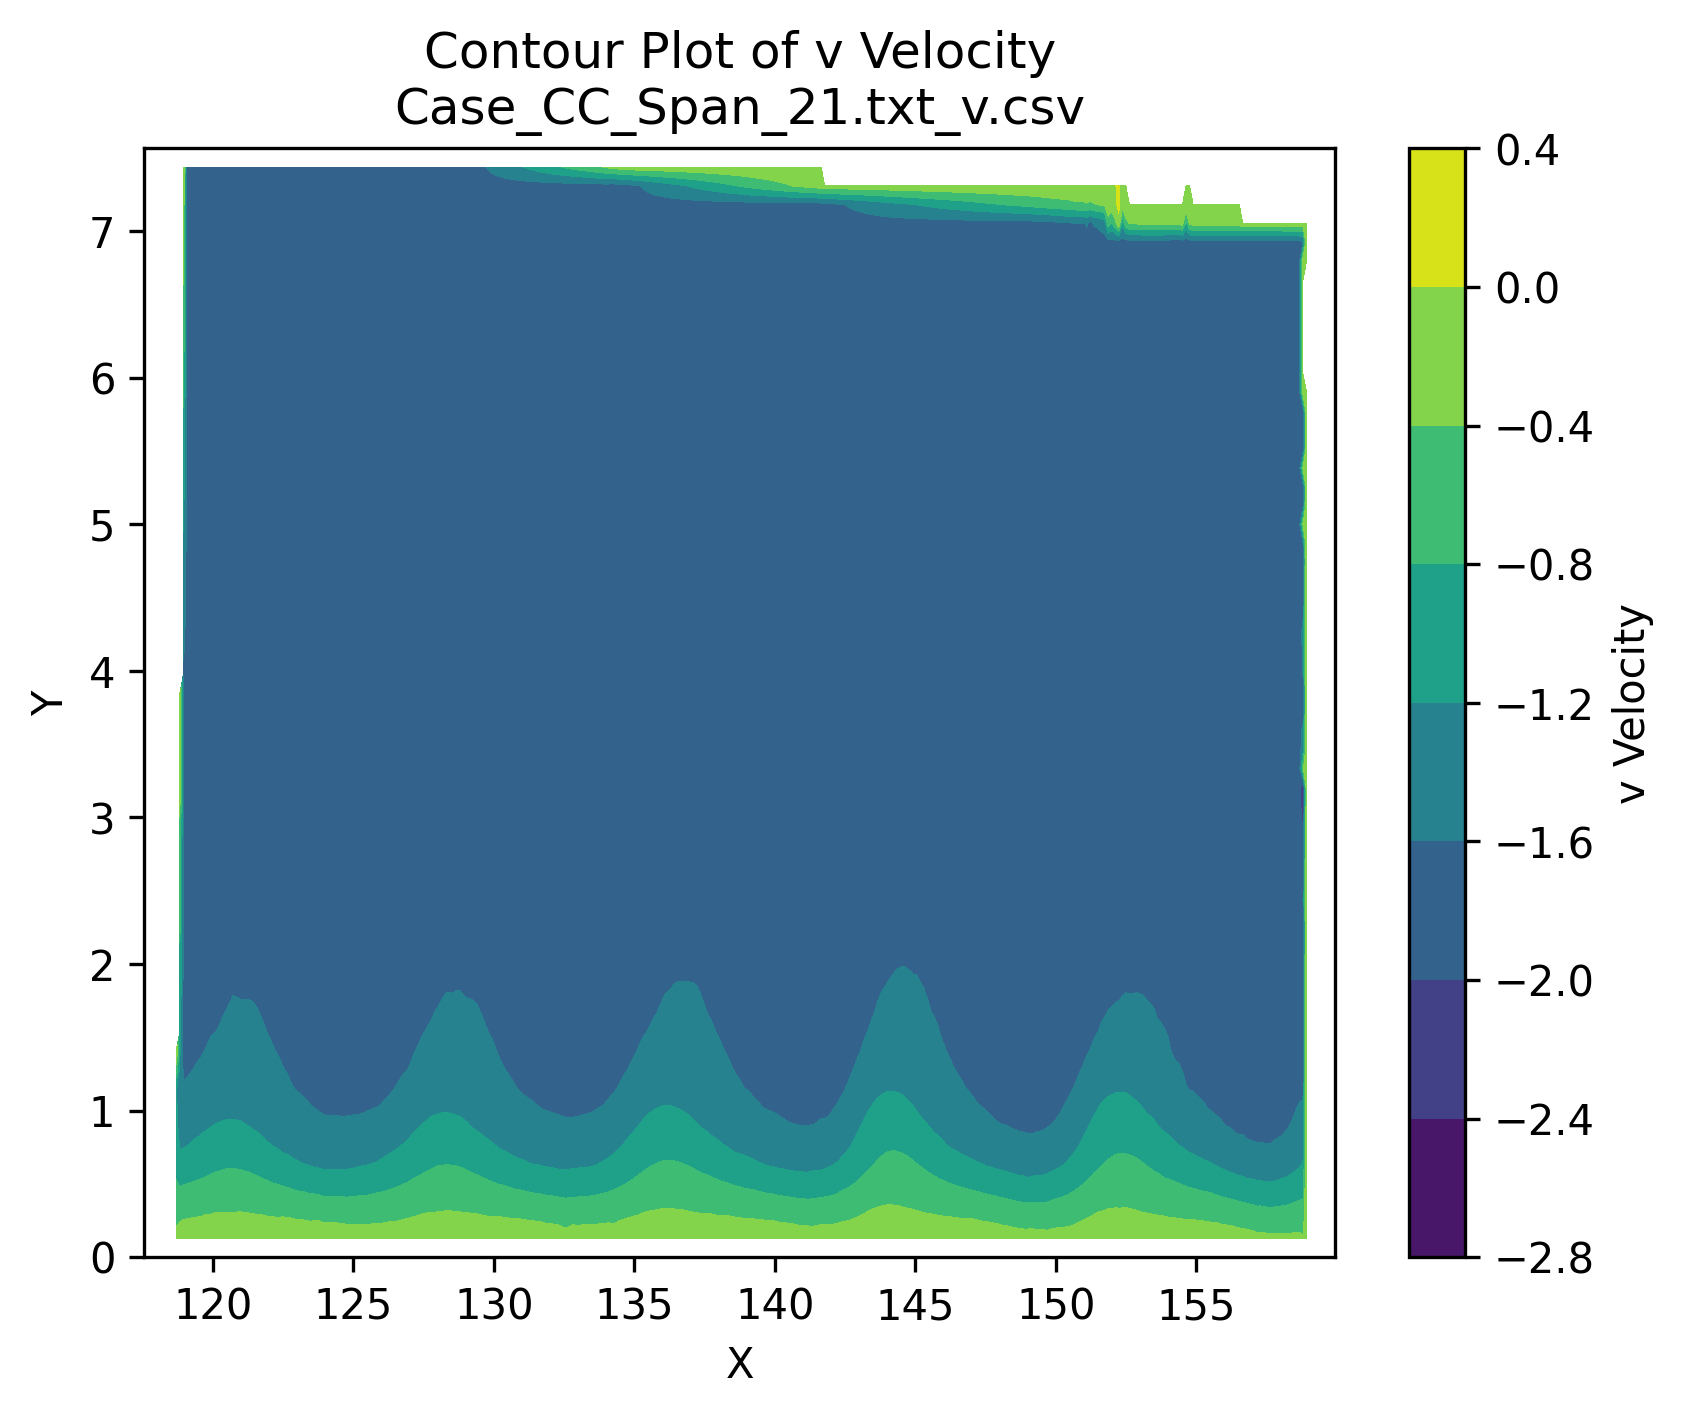 Contour Plot of v Velocity
Case_CC_Span_21.txt_v.csv
7
6
5
4
3
2
1
0
Y
120 125 130 135 140 145 150 155
X
0.4
0.0
−0.4
−0.8
−1.2
−1.6
−2.0
−2.4
−2.8
v Velocity